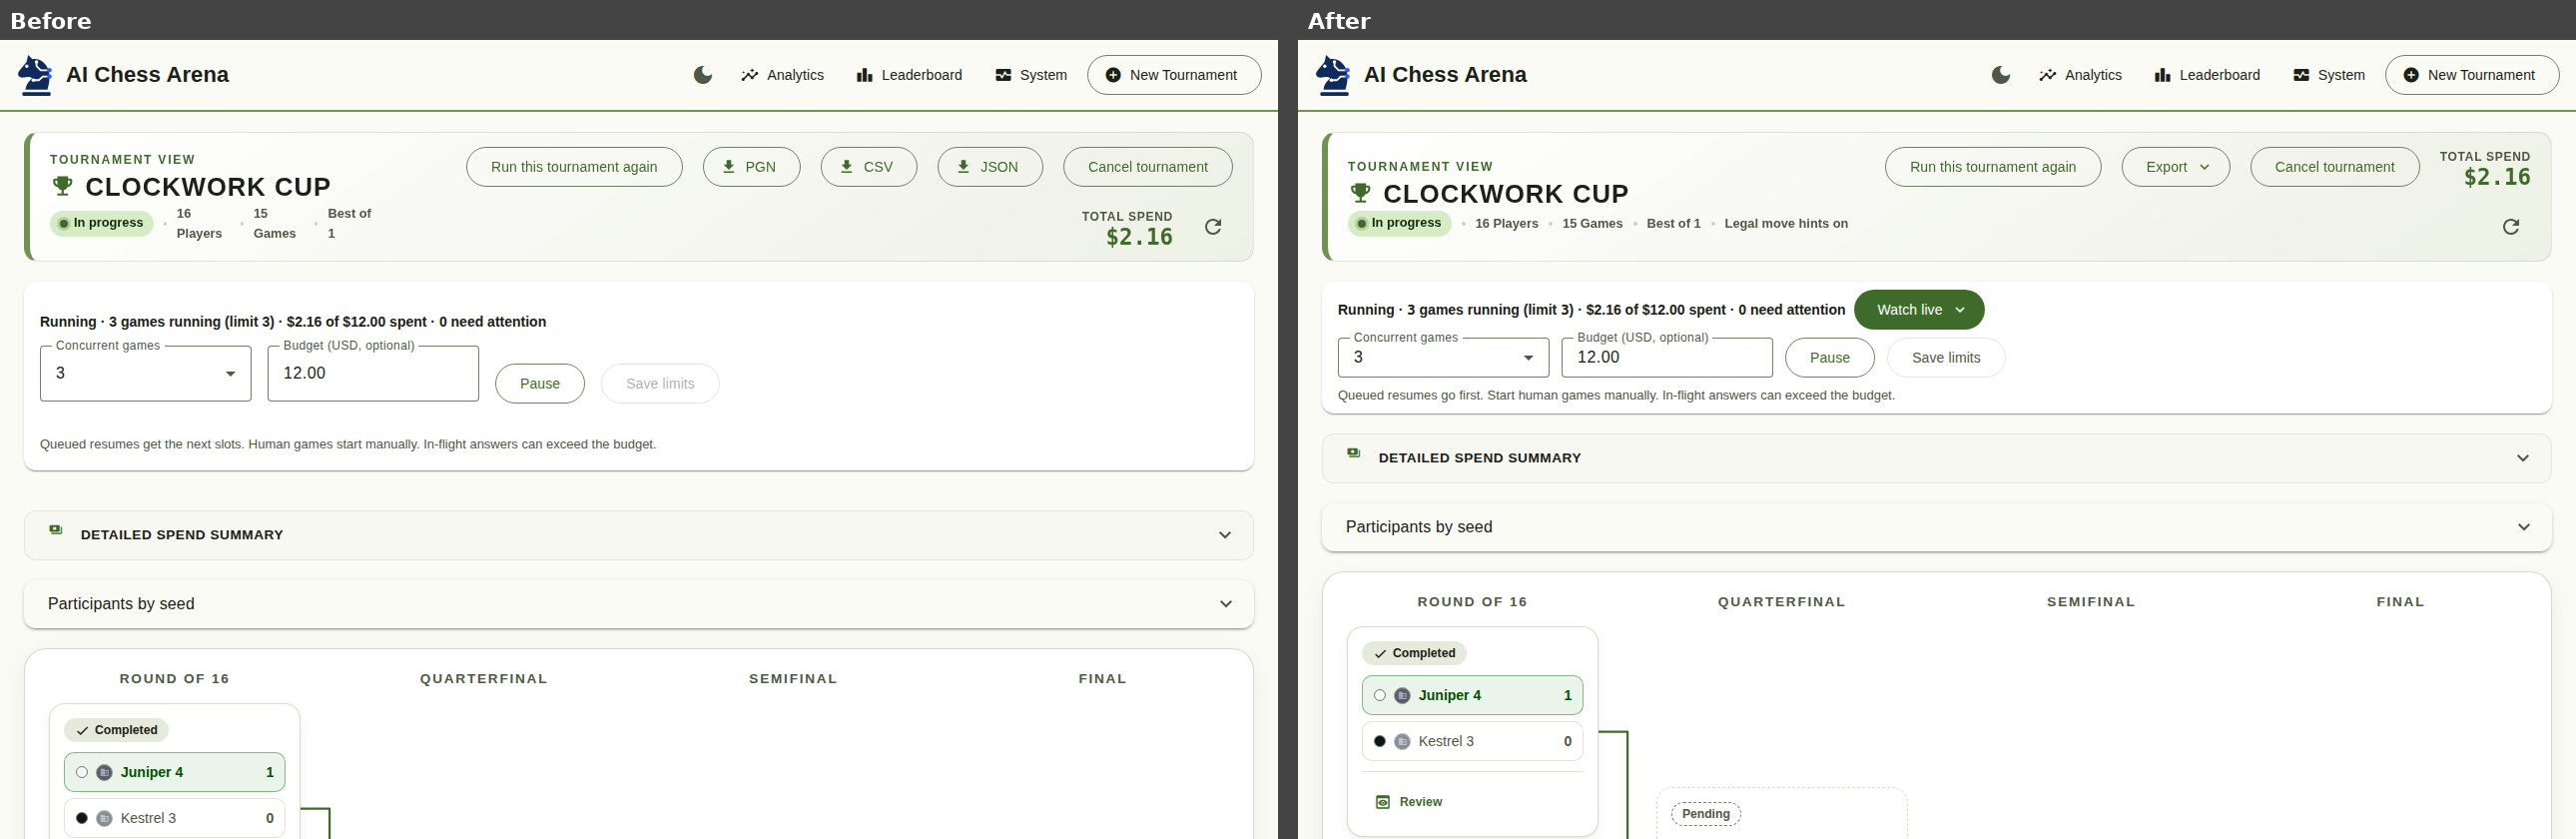 Before
AI Chess Arena
Analytics
Leaderboard
System
New Tournament
TOURNAMENT VIEW
CLOCKWORK CUP
In progress
16 Players
15 Games
Best of 1
Run this tournament again
PGN
CSV
JSON
Cancel tournament
TOTAL SPEND
$2.16
Running · 3 games running (limit 3) · $2.16 of $12.00 spent · 0 need attention
Concurrent games
3
Budget (USD, optional)
12.00
Pause
Save limits
Queued resumes get the next slots. Human games start manually. In-flight answers can exceed the budget.
DETAILED SPEND SUMMARY
Participants by seed
ROUND OF 16
QUARTERFINAL
SEMIFINAL
FINAL
Completed
Juniper 4 1
Kestrel 3 0
After
AI Chess Arena
Analytics
Leaderboard
System
New Tournament
TOURNAMENT VIEW
CLOCKWORK CUP
In progress
16 Players
15 Games
Best of 1
Legal move hints on
Run this tournament again
Export
Cancel tournament
TOTAL SPEND
$2.16
Running · 3 games running (limit 3) · $2.16 of $12.00 spent · 0 need attention
Watch live
Concurrent games
3
Budget (USD, optional)
12.00
Pause
Save limits
Queued resumes go first. Start human games manually. In-flight answers can exceed the budget.
DETAILED SPEND SUMMARY
Participants by seed
ROUND OF 16
QUARTERFINAL
SEMIFINAL
FINAL
Completed
Juniper 4 1
Kestrel 3 0
Review
Pending